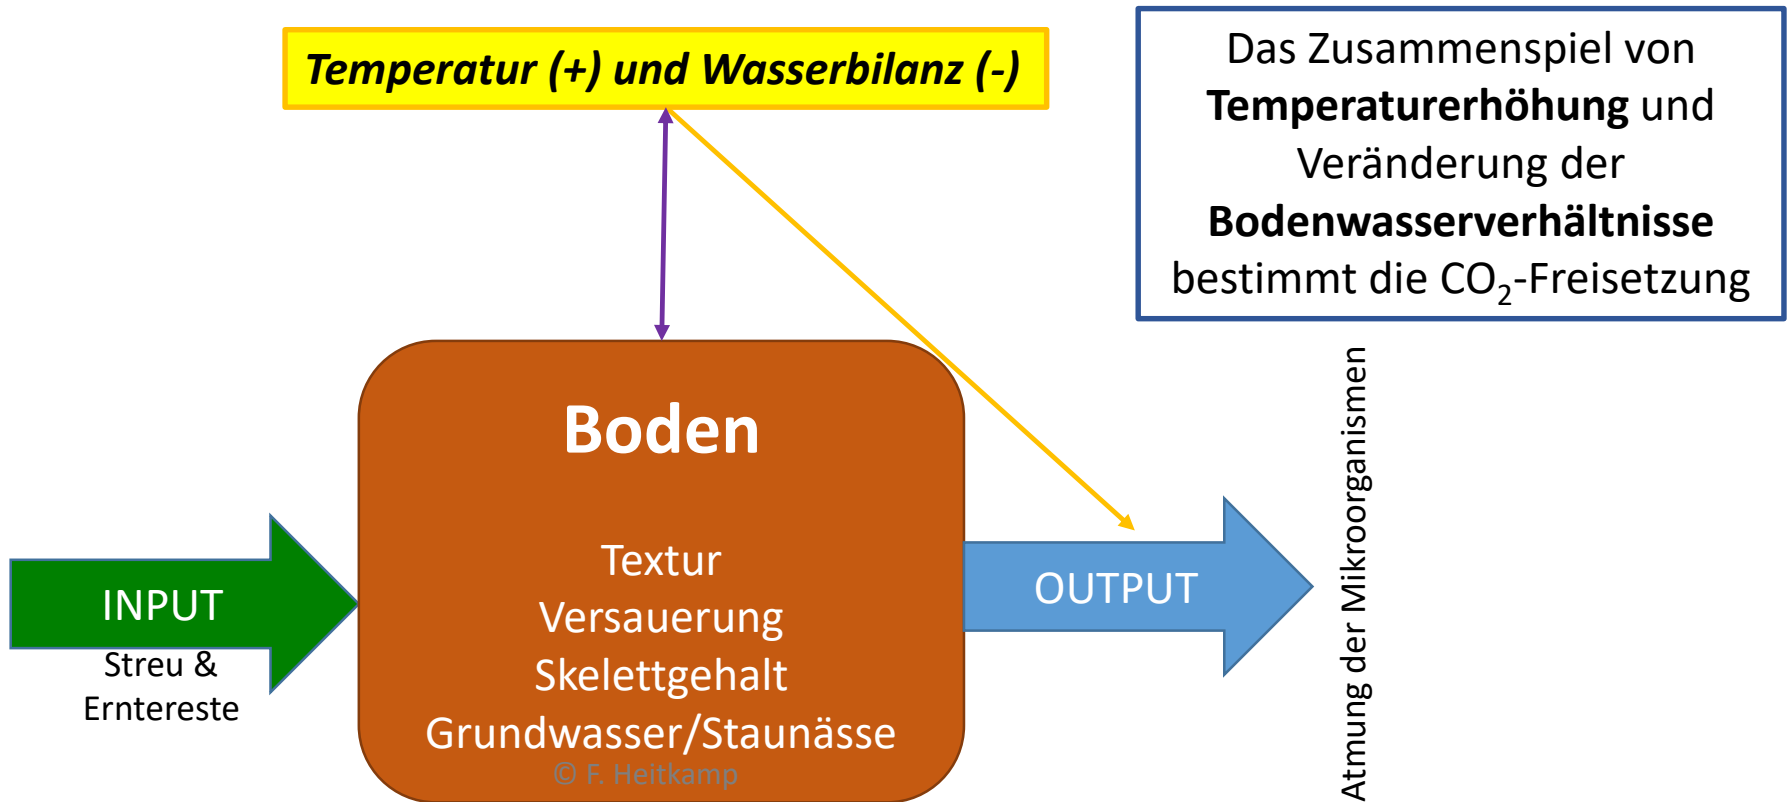 Temperatur (+) und Wasserbilanz (-)
Das Zusammenspiel von
Temperaturerhöhung und
Veränderung der
Bodenwasserverhältnisse
bestimmt die CO₂-Freisetzung
Boden
Textur
Versauerung
Skelettgehalt
Grundwasser/Staunässe
© F. Heitkamp
INPUT
Streu &
Erntereste
OUTPUT
Atmung der Mikroorganismen